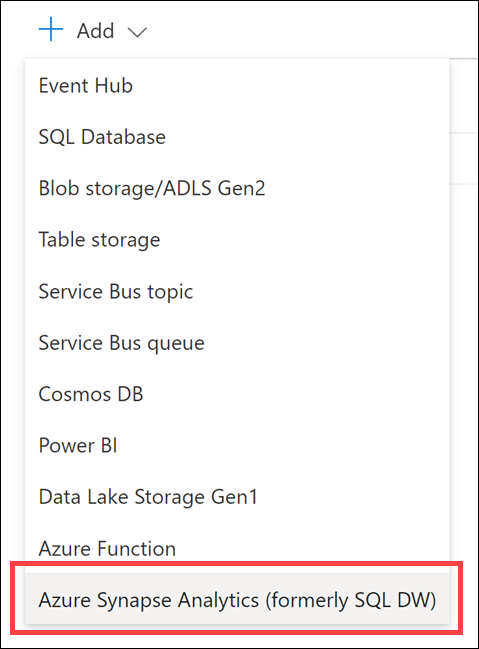 Add
Event Hub
SQL Database
Blob storage/ADLS Gen2
Table storage
Service Bus topic
Service Bus queue
Cosmos DB
Power BI
Data Lake Storage Gen1
Azure Function
Azure Synapse Analytics (formerly SQL DW)